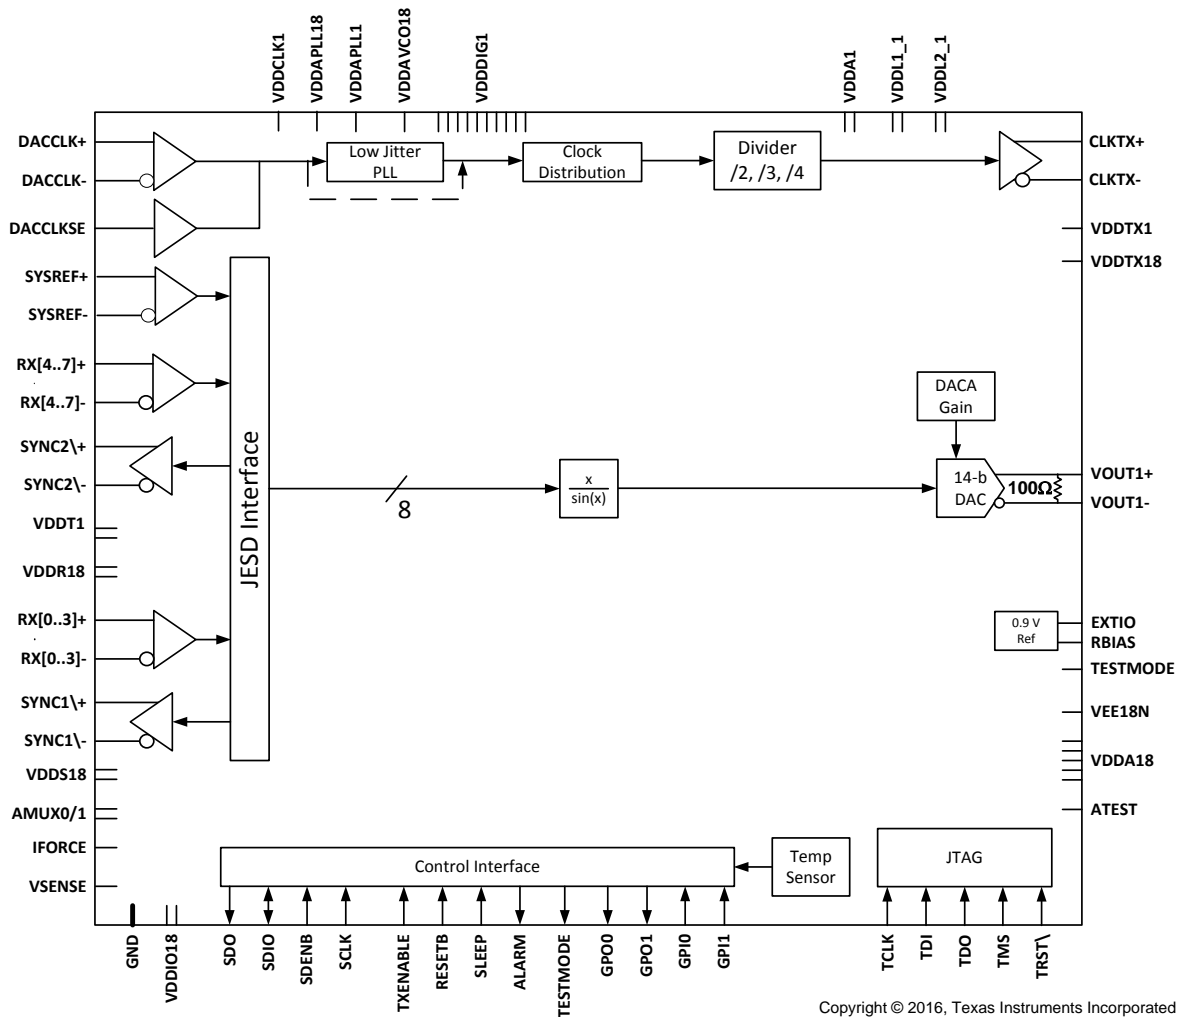 VDDCLK1
VDDAPLL18
VDDAPLL1
VDDAVCO18
VDDDIG1
VDDA1
VDDL1_1
VDDL2_1
DACCLK+
DACCLK-
DACCLKSE
Low Jitter
PLL
Clock
Distribution
Divider
/2, /3, /4
CLKTX+
CLKTX-
VDDTX1
VDDTX18
SYSREF+
SYSREF-
RX[4..7]+
RX[4..7]-
SYNC2\+
SYNC2\-
VDDT1
VDDR18
RX[0..3]+
RX[0..3]-
SYNC1\+
SYNC1\-
VDDS18
AMUX0/1
IFORCE
VSENSE
JESD Interface
8
x
sin(x)
DACA
Gain
14-b
DAC
100Ω
VOUT1+
VOUT1-
0.9 V
Ref
EXTIO
RBIAS
TESTMODE
VEE18N
VDDA18
ATEST
Control Interface
Temp
Sensor
JTAG
GND
VDDIO18
SDO
SDIO
SDENB
SCLK
TXENABLE
RESETB
SLEEP
ALARM
TESTMODE
GPO0
GPO1
GPI0
GPI1
TCLK
TDI
TDO
TMS
TRST\
Copyright © 2016, Texas Instruments Incorporated